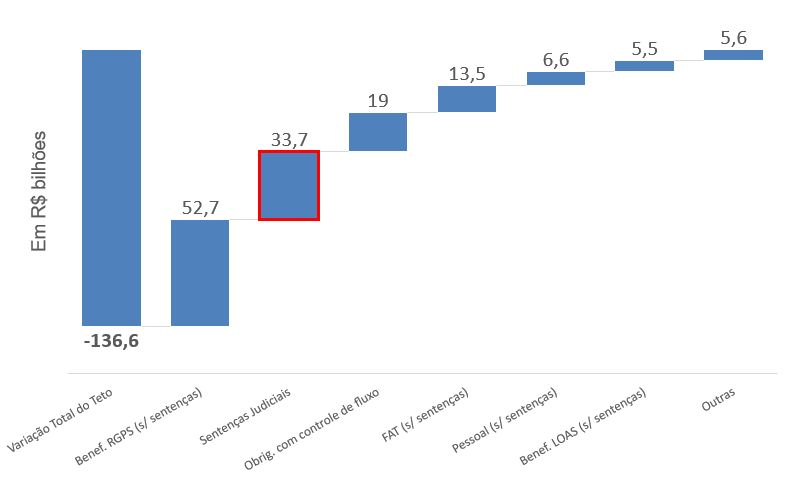 Em R$ bilhões
-136,6
52,7
33,7
19
13,5
6,6
5,5
5,6
Variação Total do Teto
Benef. RGPS (s/ sentenças)
Sentenças Judiciais
Obrig. com controle de fluxo
FAT (s/ sentenças)
Pessoal (s/ sentenças)
Benef. LOAS (s/ sentenças)
Outras